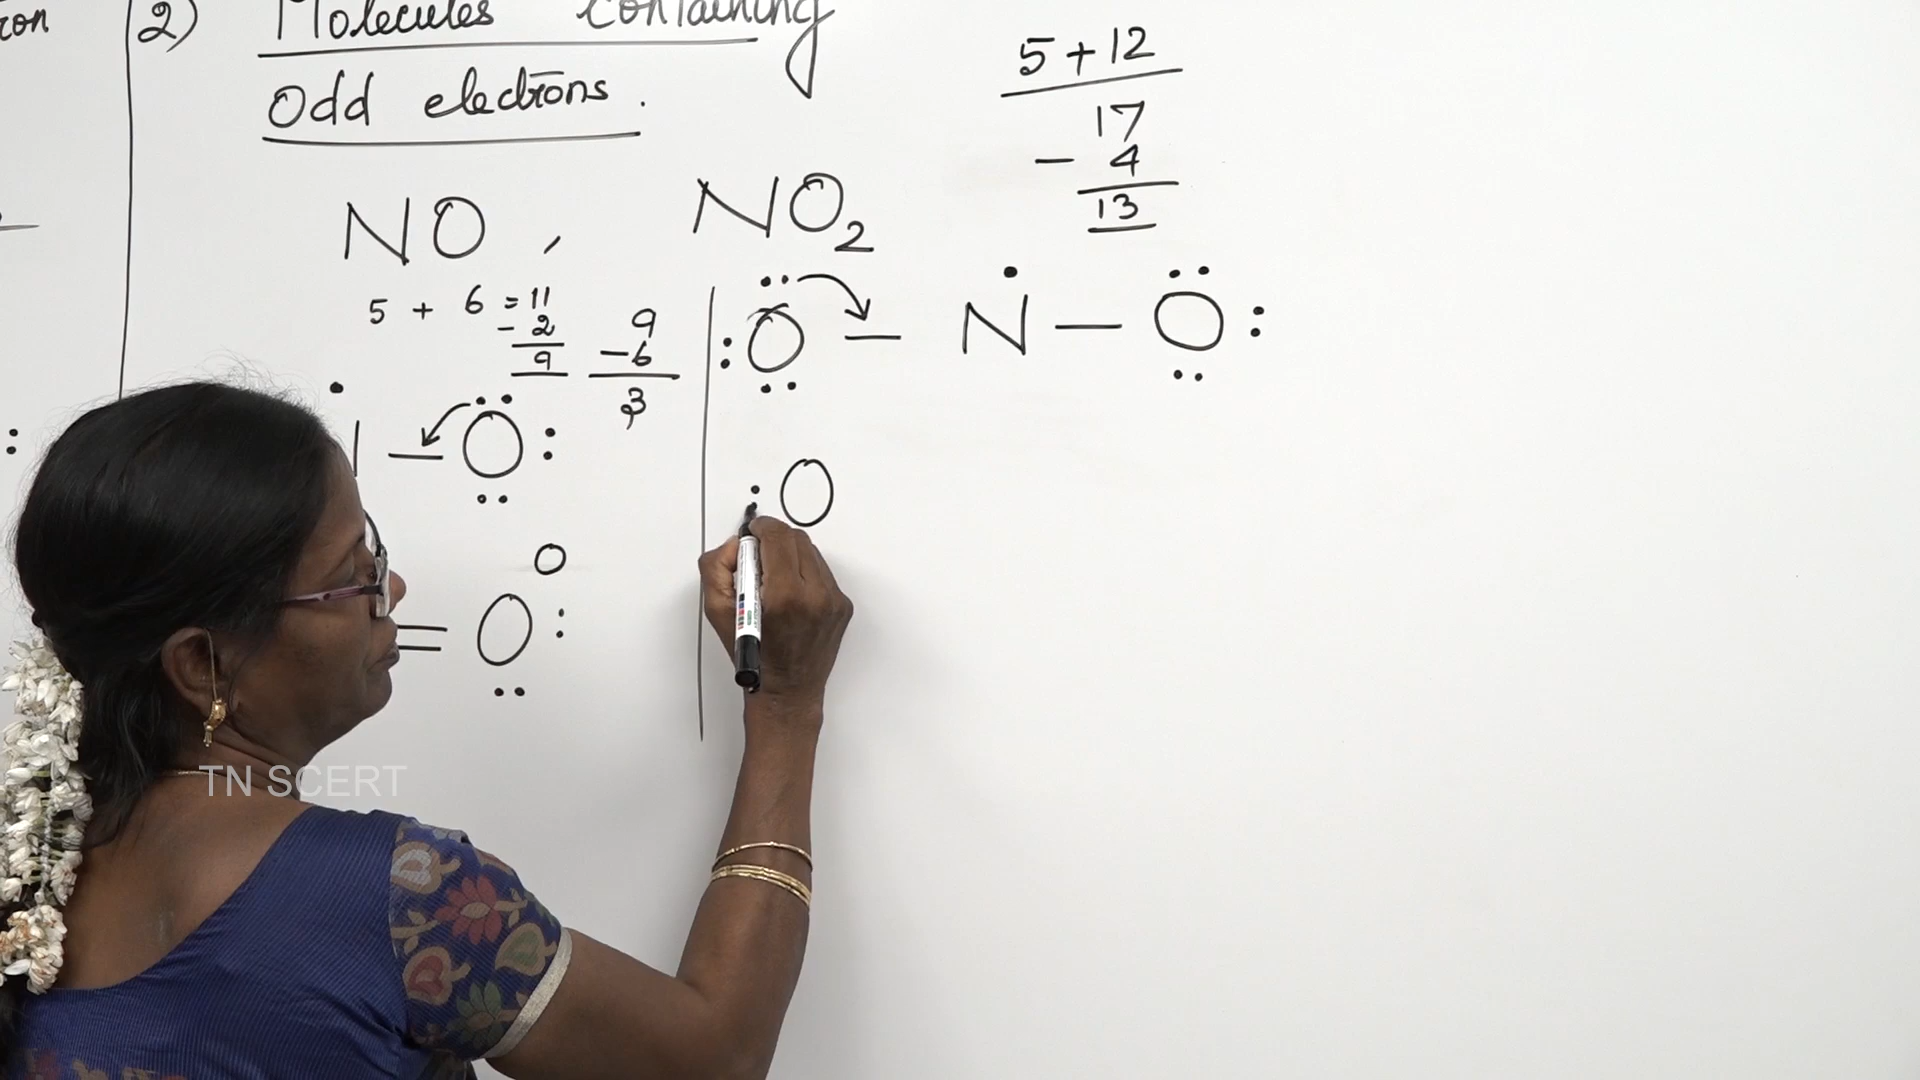 ron
2) Molecules containing
Odd electrons.
NO, NO2
5 + 6 = 11
- 2
9
9
- 6
3
5 + 12
17
- 4
13
:O - N - O:
- O:
= O:
:O
TN SCERT